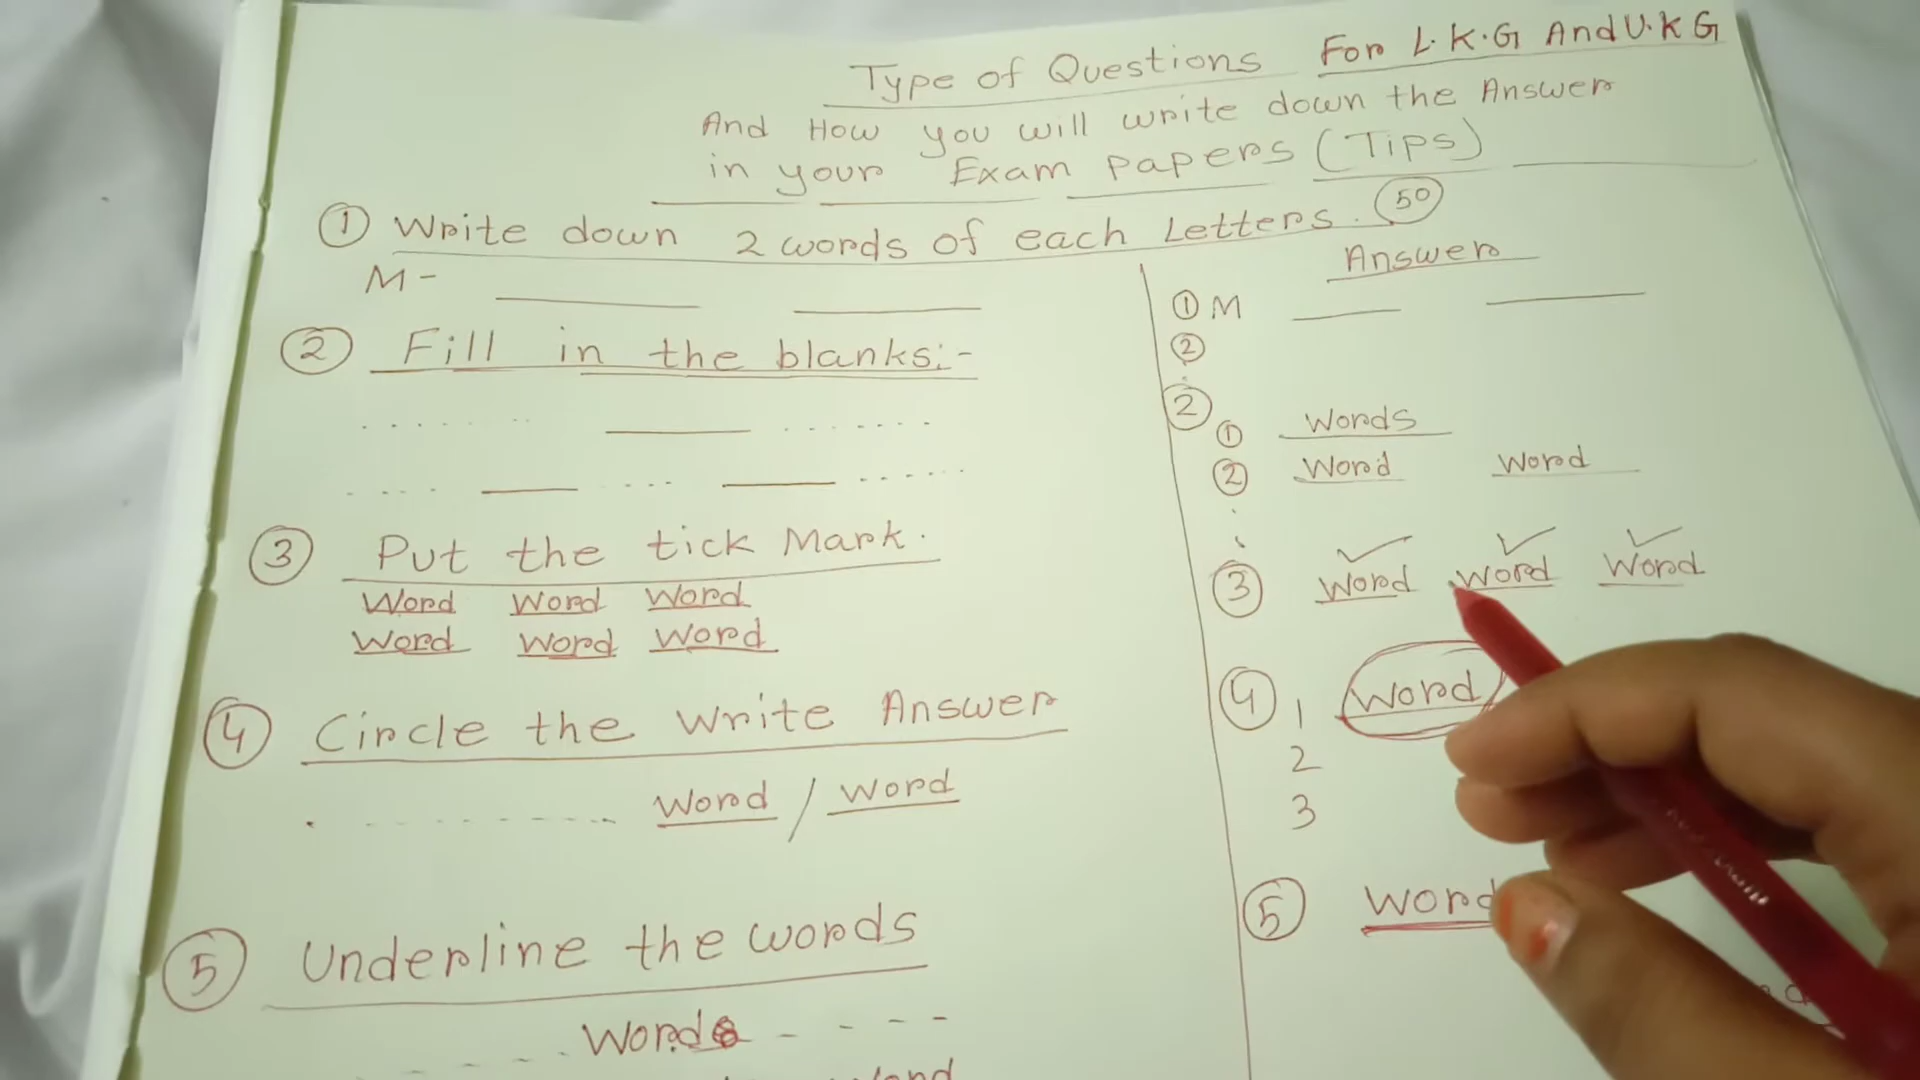 Type of Questions For L.K.G And U.K G
And How you will write down the Answer
in your Exam papers (Tips)
① Write down 2 words of each Letters. 50
M -
② Fill in the blanks:-
③ Put the tick Mark.
Word Word Word
Word Word Word
④ Circle the Write Answer
Word / Word
⑤ Underline the words
Words
Answer
① M
②
②
① Words
② Word Word
③ Word Word Word
④ 1 Word
2
3
⑤ Word